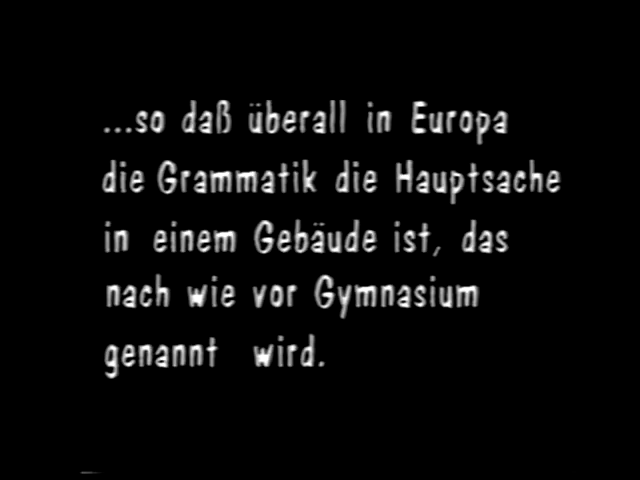 ...so daß überall in Europa
die Grammatik die Hauptsache
in einem Gebäude ist, das
nach wie vor Gymnasium
genannt wird.